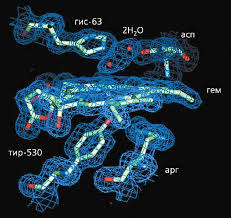 гис-63
2H₂O
асп
гем
тир-530
арг